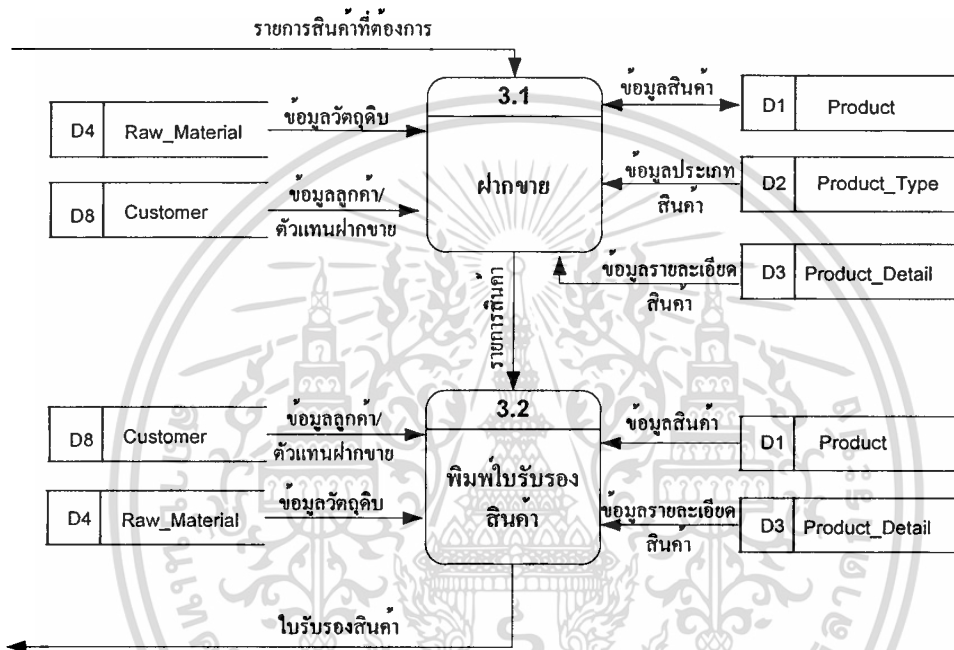 รายการสินค้าที่ต้องการ
3.1
ฝากขาย
D4 Raw_Material
ข้อมูลวัตถุดิบ
D8 Customer
ข้อมูลลูกค้า/
ตัวแทนฝากขาย
ข้อมูลสินค้า
D1 Product
ข้อมูลประเภท
สินค้า
D2 Product_Type
ข้อมูลรายละเอียด
สินค้า
D3 Product_Detail
รายการสินค้า
3.2
พิมพ์ใบรับรอง
สินค้า
D8 Customer
ข้อมูลลูกค้า/
ตัวแทนฝากขาย
D4 Raw_Material
ข้อมูลวัตถุดิบ
ข้อมูลสินค้า
D1 Product
ข้อมูลรายละเอียด
สินค้า
D3 Product_Detail
ใบรับรองสินค้า